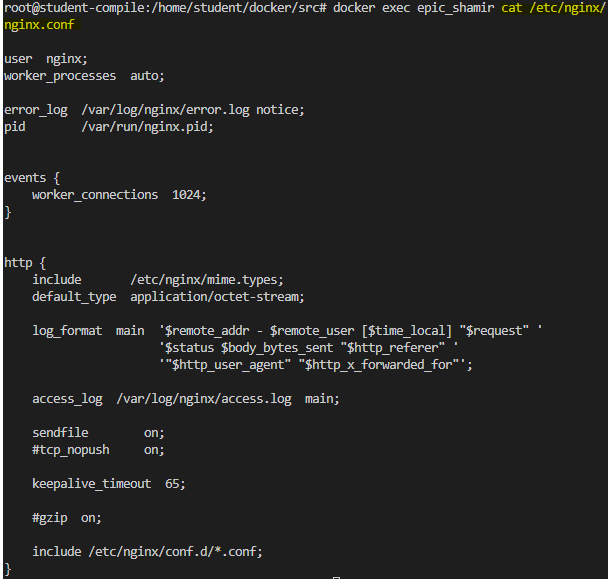 root@student-compile:/home/student/docker/src# docker exec epic_shamir cat /etc/nginx/
nginx.conf
user  nginx;
worker_processes  auto;
error_log  /var/log/nginx/error.log notice;
pid        /var/run/nginx.pid;
events {
    worker_connections  1024;
}
http {
    include       /etc/nginx/mime.types;
    default_type  application/octet-stream;
    log_format  main  '$remote_addr - $remote_user [$time_local] "$request" '
                      '$status $body_bytes_sent "$http_referer" '
                      '"$http_user_agent" "$http_x_forwarded_for"';
    access_log  /var/log/nginx/access.log  main;
    sendfile        on;
    #tcp_nopush     on;
    keepalive_timeout  65;
    #gzip  on;
    include /etc/nginx/conf.d/*.conf;
}